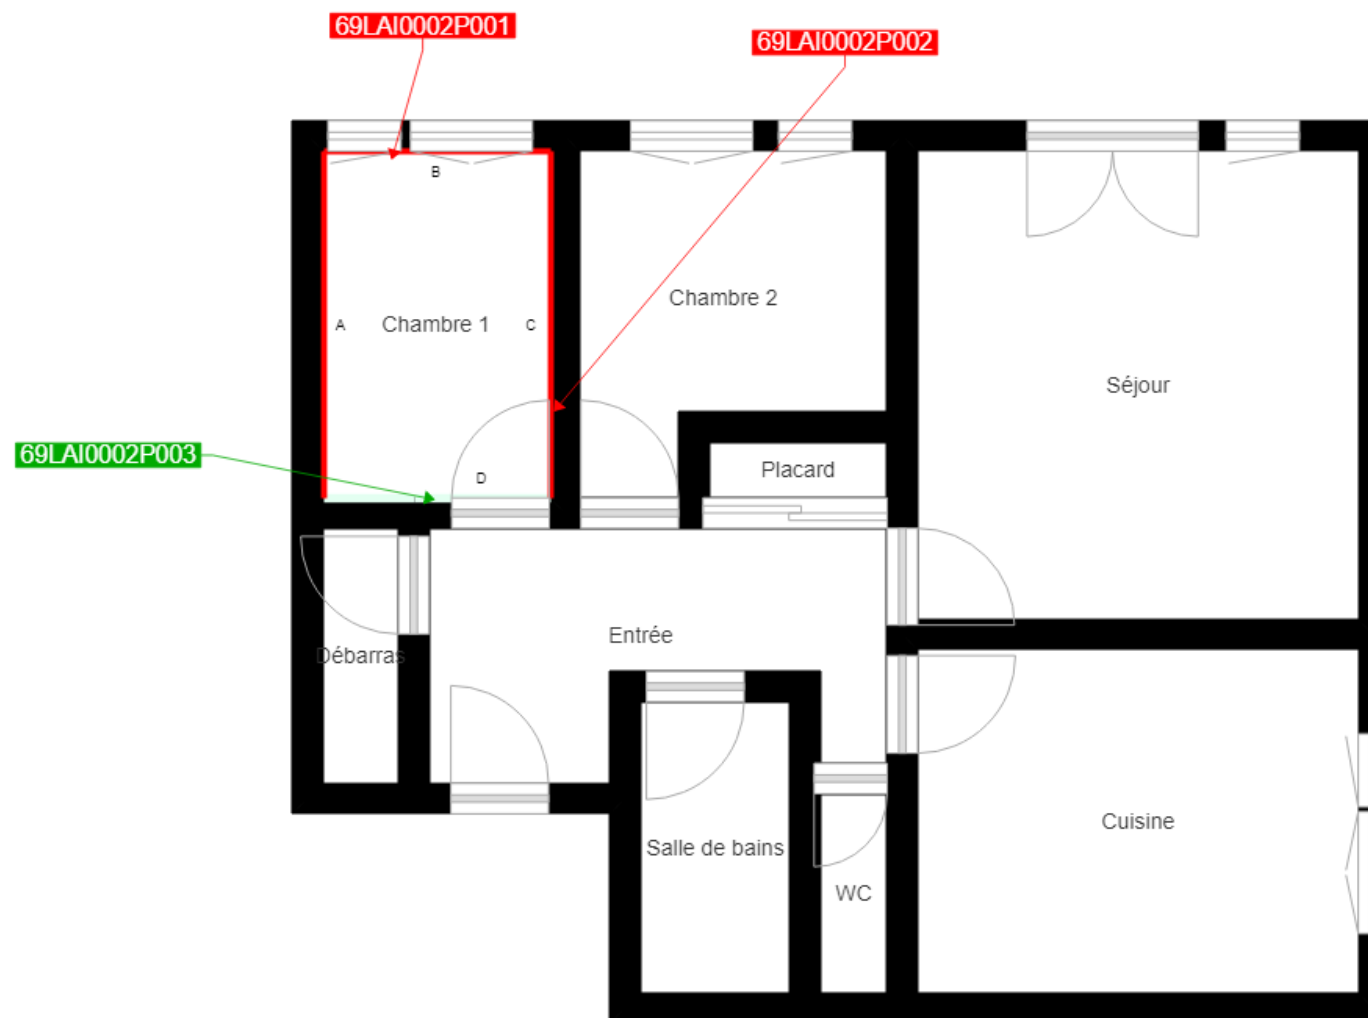 69LAI0002P001
69LAI0002P002
B
Chambre 2
A
Chambre 1
C
Séjour
69LAI0002P003
Placard
D
Entrée
Débarras
Cuisine
Salle de bains
WC